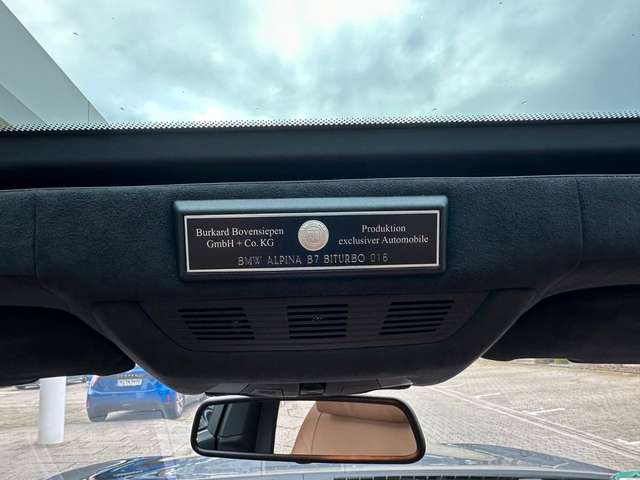 Burkard Bovensiepen
GmbH + Co. KG
Produktion
exclusiver Automobile
BMW ALPINA B7 BITURBO 016